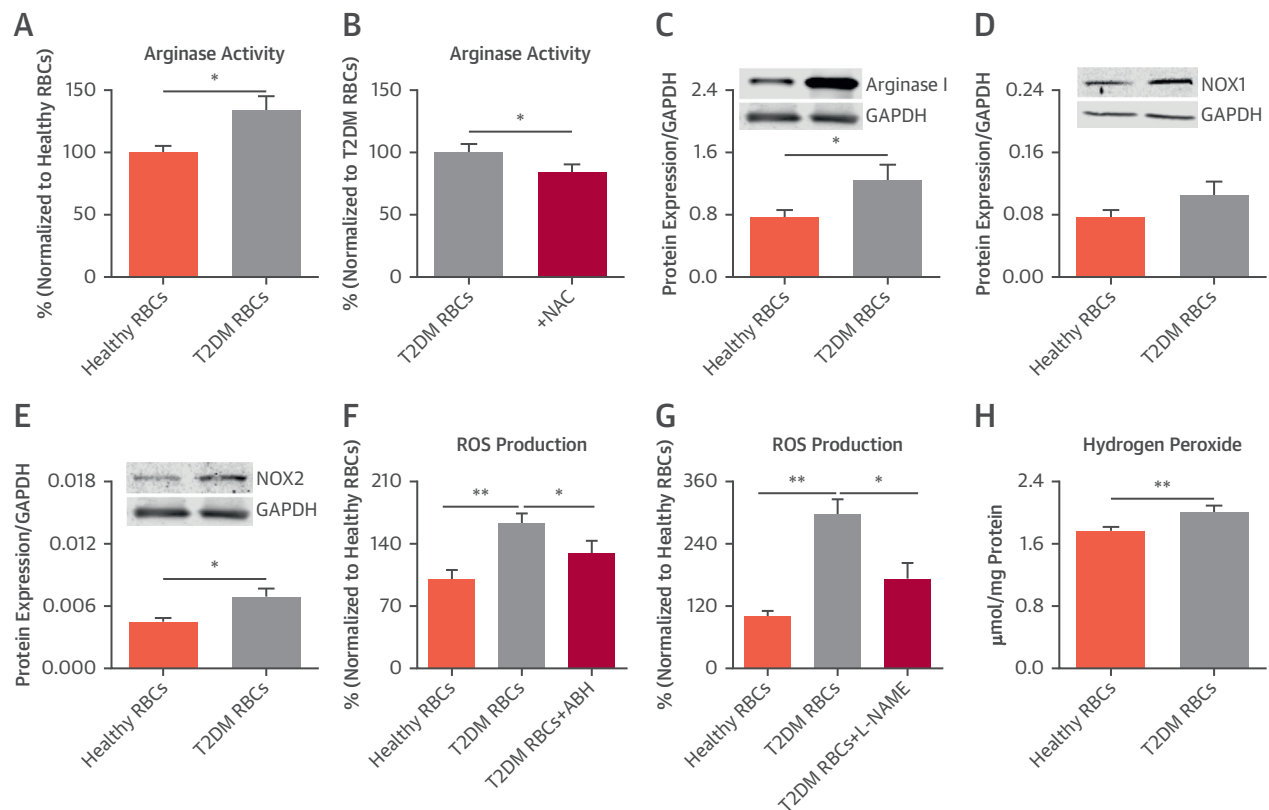 A
Arginase Activity
% (Normalized to Healthy RBCs)
150
100
50
0
*
Healthy RBCs
T2DM RBCs
B
Arginase Activity
% (Normalized to T2DM RBCs)
150
100
50
0
*
T2DM RBCs
+NAC
C
Protein Expression/GAPDH
2.4
1.6
0.8
0.0
Arginase I
GAPDH
*
Healthy RBCs
T2DM RBCs
D
Protein Expression/GAPDH
0.24
0.16
0.08
0.00
NOX1
GAPDH
Healthy RBCs
T2DM RBCs
E
Protein Expression/GAPDH
0.018
0.012
0.006
0.000
NOX2
GAPDH
*
Healthy RBCs
T2DM RBCs
F
ROS Production
% (Normalized to Healthy RBCs)
210
140
70
0
**
*
Healthy RBCs
T2DM RBCs
T2DM RBCs+ABH
G
ROS Production
% (Normalized to Healthy RBCs)
360
240
120
0
**
*
Healthy RBCs
T2DM RBCs
T2DM RBCs+L-NAME
H
Hydrogen Peroxide
µmol/mg Protein
2.4
1.6
1.8
0.0
**
Healthy RBCs
T2DM RBCs